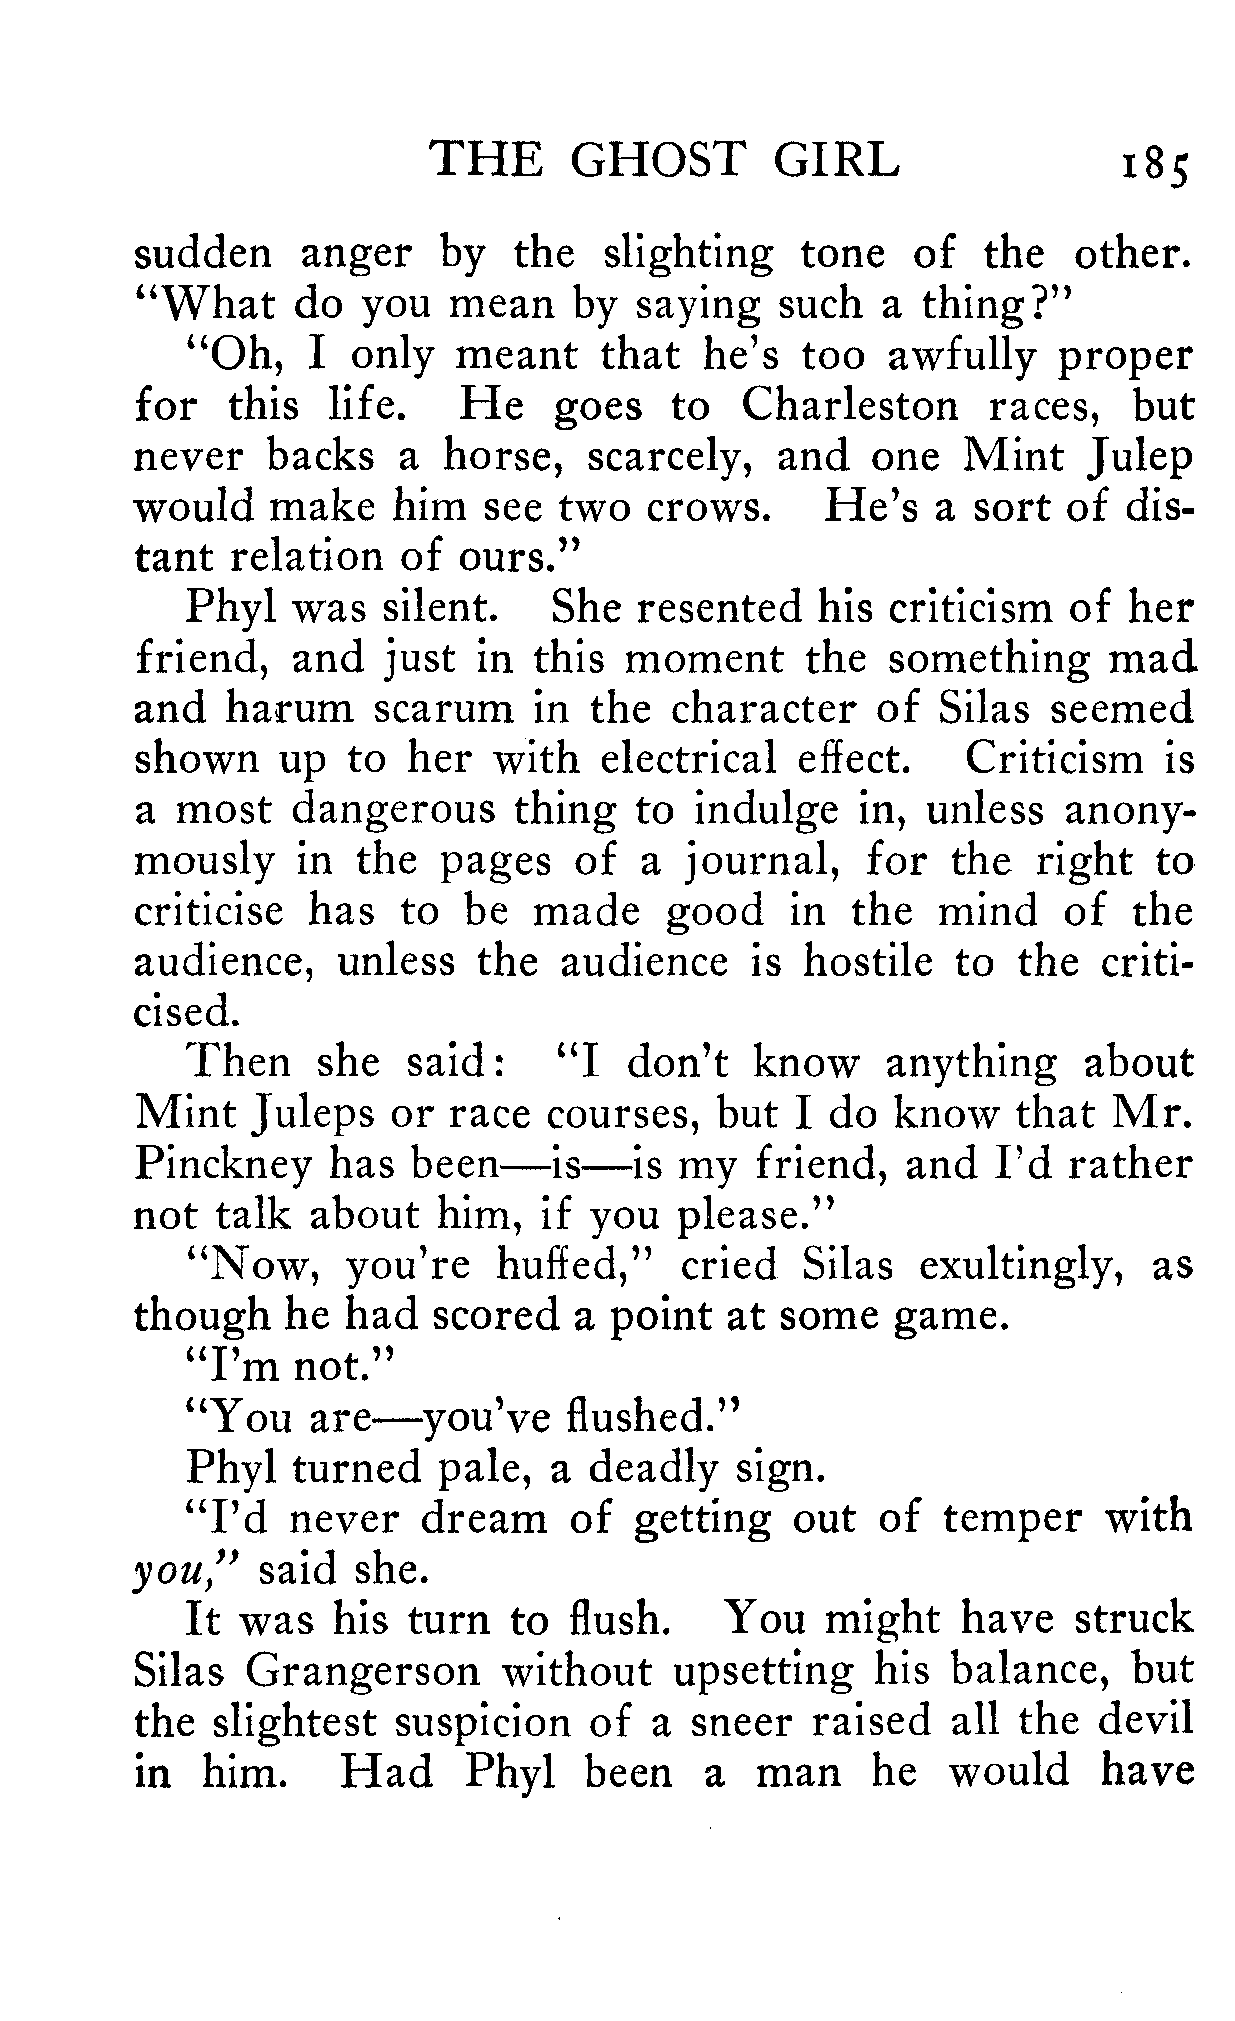 THE GHOST GIRL 185
sudden anger by the slighting tone of the other.
“What do you mean by saying such a thing?”
“Oh, I only meant that he’s too awfully proper
for this life. He goes to Charleston races, but
never backs a horse, scarcely, and one Mint Julep
would make him see two crows. He’s a sort of dis-
tant relation of ours.”
Phyl was silent. She resented his criticism of her
friend, and just in this moment the something mad
and harum scarum in the character of Silas seemed
shown up to her with electrical effect. Criticism is
a most dangerous thing to indulge in, unless anony-
mously in the pages of a journal, for the right to
criticise has to be made good in the mind of the
audience, unless the audience is hostile to the criti-
cised.
Then she said: “I don’t know anything about
Mint Juleps or race courses, but I do know that Mr.
Pinckney has been—is—is my friend, and I’d rather
not talk about him, if you please.”
“Now, you’re huffed,” cried Silas exultingly, as
though he had scored a point at some game.
“I’m not.”
“You are—you’ve flushed.”
Phyl turned pale, a deadly sign.
“I’d never dream of getting out of temper with
you,” said she.
It was his turn to flush. You might have struck
Silas Grangerson without upsetting his balance, but
the slightest suspicion of a sneer raised all the devil
in him. Had Phyl been a man he would have